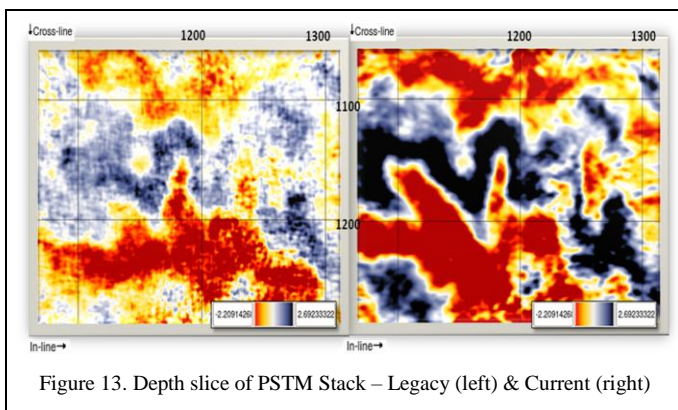 ↓Cross-line 1200 1300 ↓Cross-line 1200 1300
1100
1200
-2.2091426 2.69233322 -2.2091426 2.69233322
In-line→ In-line→
Figure 13. Depth slice of PSTM Stack – Legacy (left) & Current (right)